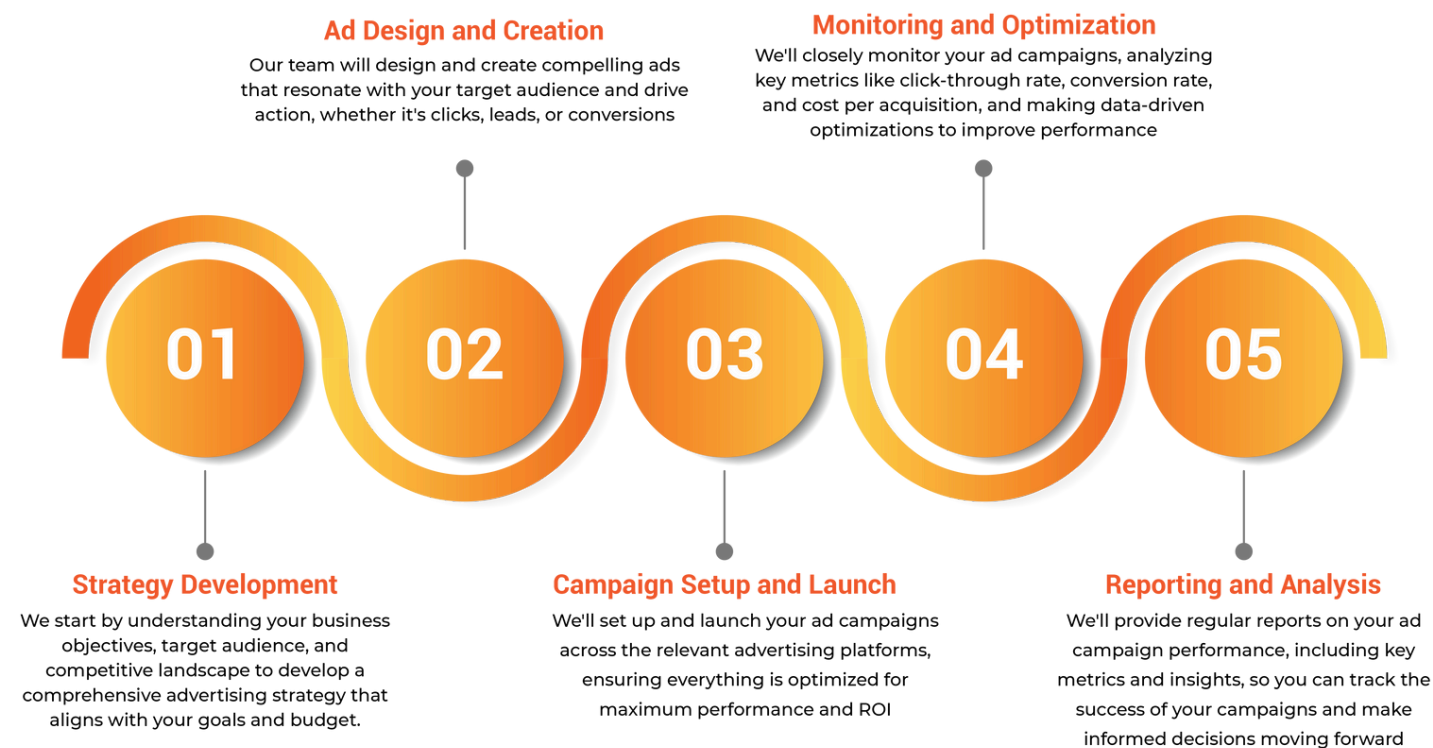 Ad Design and Creation
Our team will design and create compelling ads
that resonate with your target audience and drive
action, whether it's clicks, leads, or conversions
Monitoring and Optimization
We'll closely monitor your ad campaigns, analyzing
key metrics like click-through rate, conversion rate,
and cost per acquisition, and making data-driven
optimizations to improve performance
01
02
03
04
05
Strategy Development
We start by understanding your business
objectives, target audience, and
competitive landscape to develop a
comprehensive advertising strategy that
aligns with your goals and budget.
Campaign Setup and Launch
We'll set up and launch your ad campaigns
across the relevant advertising platforms,
ensuring everything is optimized for
maximum performance and ROI
Reporting and Analysis
We'll provide regular reports on your ad
campaign performance, including key
metrics and insights, so you can track the
success of your campaigns and make
informed decisions moving forward